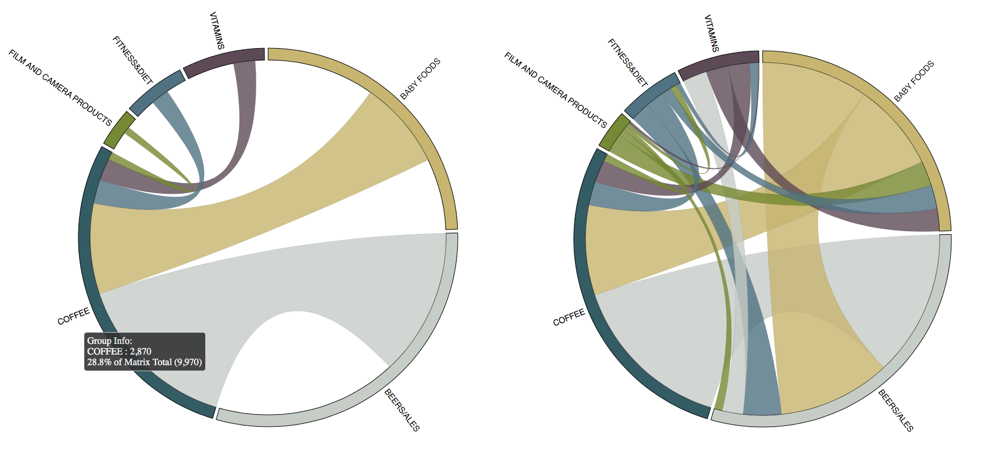 VITAMINS
FITNESS&DIET
FILM AND CAMERA PRODUCTS
BABY FOODS
COFFEE
Group Info:
COFFEE : 2,870
28.8% of Matrix Total (9,970)
BEERS/ALES
VITAMINS
FITNESS&DIET
FILM AND CAMERA PRODUCTS
BABY FOODS
COFFEE
BEERS/ALES